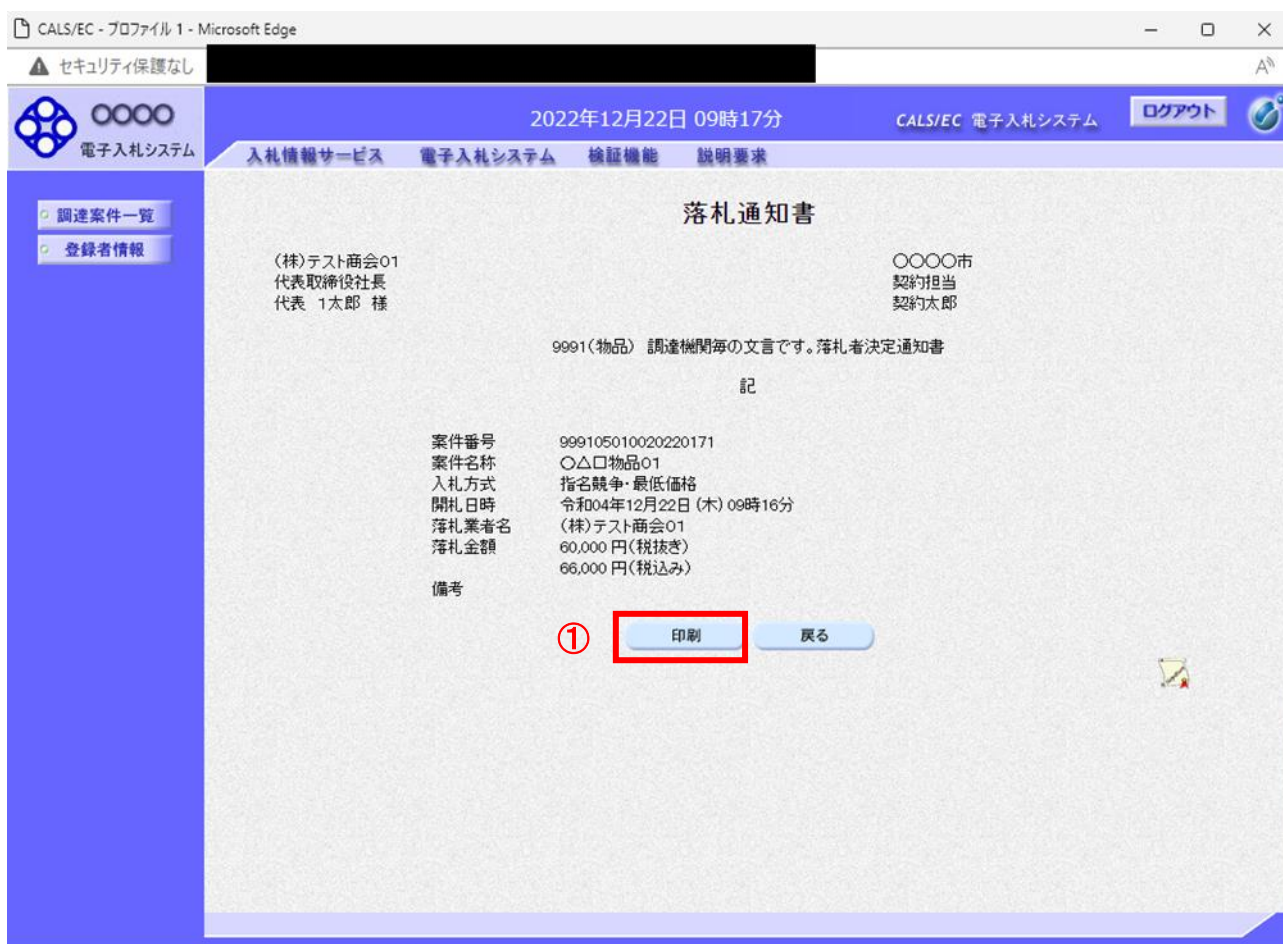 CALS/EC - プロファイル 1 - Microsoft Edge
セキュリティ保護なし
OOOO
電子入札システム
2022年12月22日 09時17分
CALS/EC 電子入札システム
ログアウト
入札情報サービス 電子入札システム 検証機能 説明要求
調達案件一覧
登録者情報
落札通知書
(株)テスト商会01
代表取締役社長
代表 1太郎 様
〇〇〇〇市
契約担当
契約太郎
9991(物品) 調達機関毎の文言です。落札者決定通知書
記
案件番号 999105010020220171
案件名称 〇△口物品01
入札方式 指名競争・最低価格
開札日時 令和04年12月22日 (木) 09時16分
落札業者名 (株)テスト商会01
落札金額 60,000 円(税抜き)
66,000 円(税込み)
備考
① 印刷 戻る